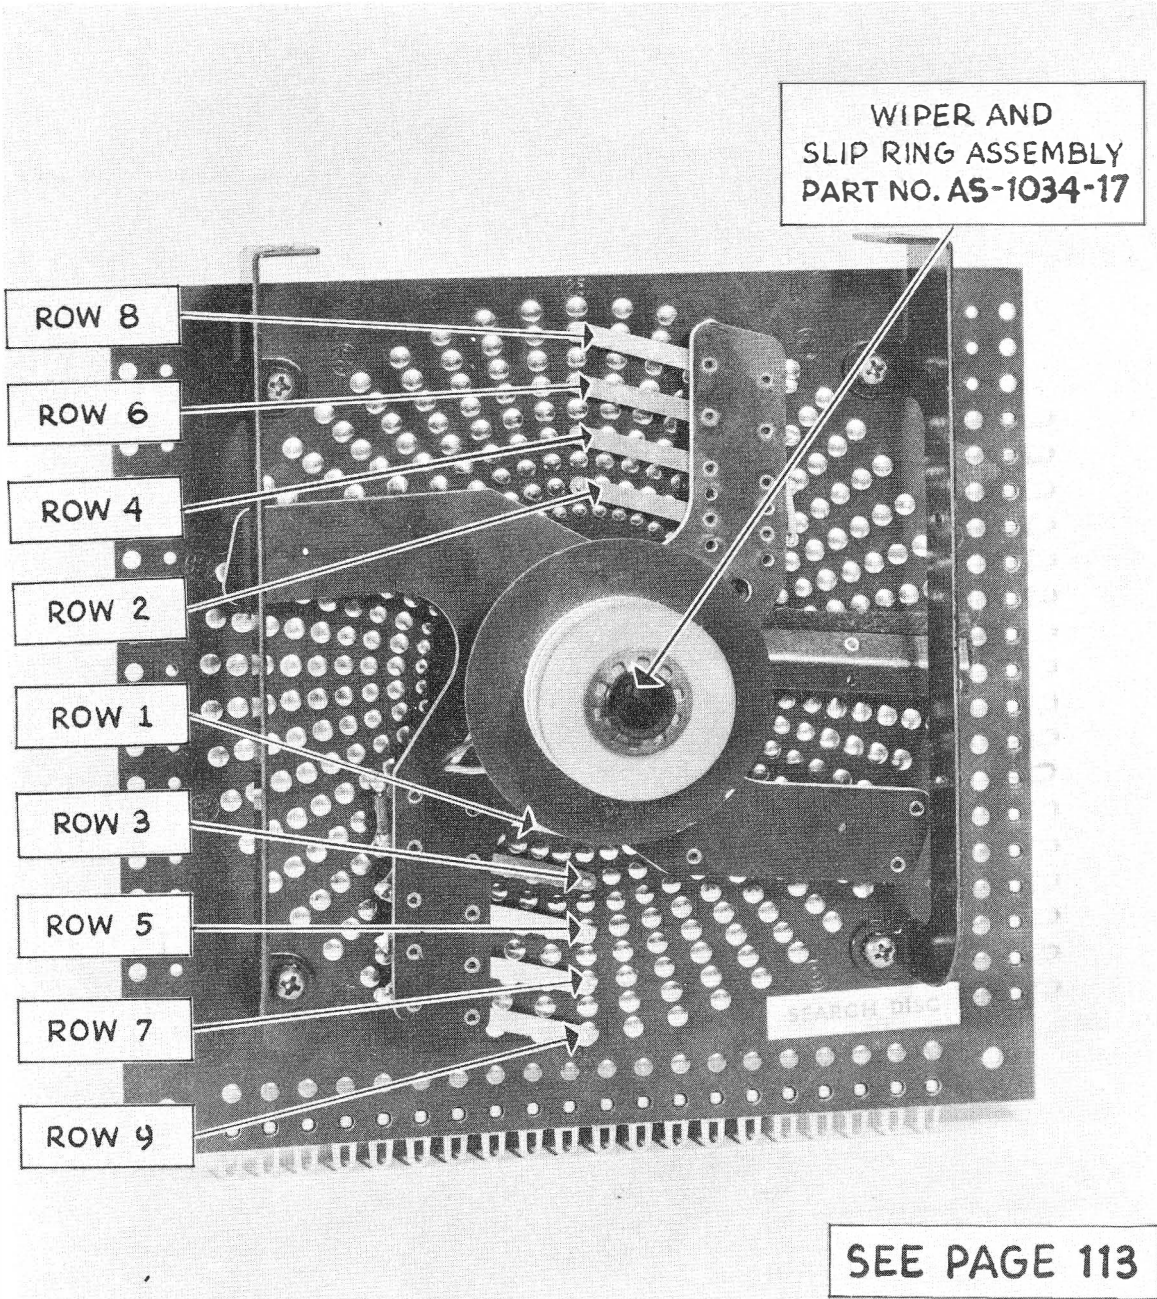 WIPER AND
SLIP RING ASSEMBLY
PART NO. AS-1034-17
ROW 8
ROW 6
ROW 4
ROW 2
ROW 1
ROW 3
ROW 5
ROW 7
ROW 9
SEARCH DISC
SEE PAGE 113